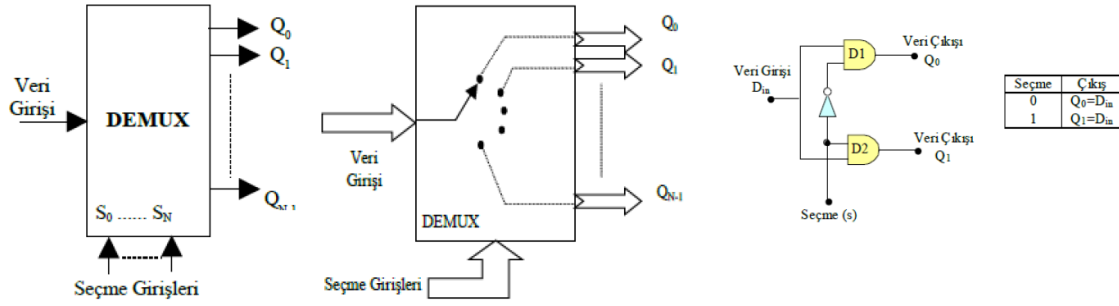 Veri
Girişi
DEMUX
Q0
Q1
QN-1
S0 ...... SN
Seçme Girişleri
Veri
Girişi
DEMUX
Q0
Q1
QN-1
Seçme Girişleri
Veri Girişi
Din
D1
D2
Veri Çıkışı
Q0
Veri Çıkışı
Q1
Seçme (s)
Seçme Çıkış
0 Q0=Din
1 Q1=Din